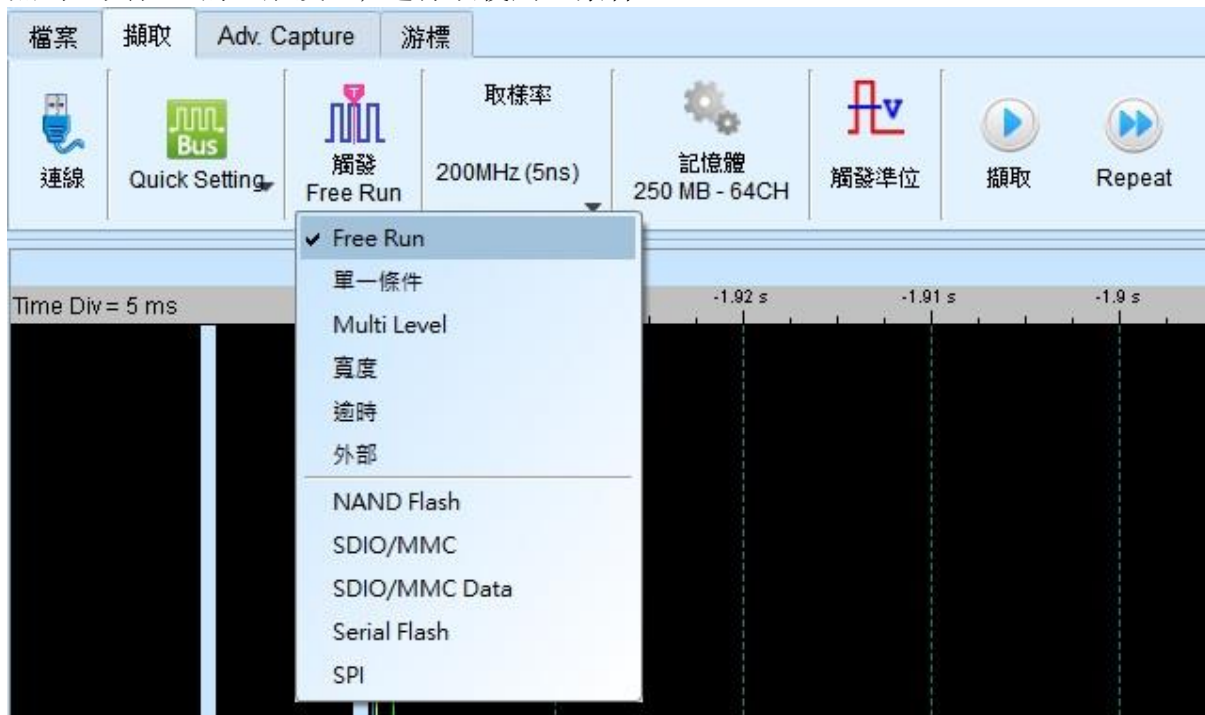 檔案 擷取 Adv. Capture 游標
連線
Bus
Quick Setting
T
觸發
Free Run
取樣率
200MHz (5ns)
記憶體
250 MB - 64CH
V
觸發準位
擷取
Repeat
Free Run
單一條件
Multi Level
寬度
逾時
外部
NAND Flash
SDIO/MMC
SDIO/MMC Data
Serial Flash
SPI
Time Div = 5 ms
-1.92 s -1.91 s -1.9 s